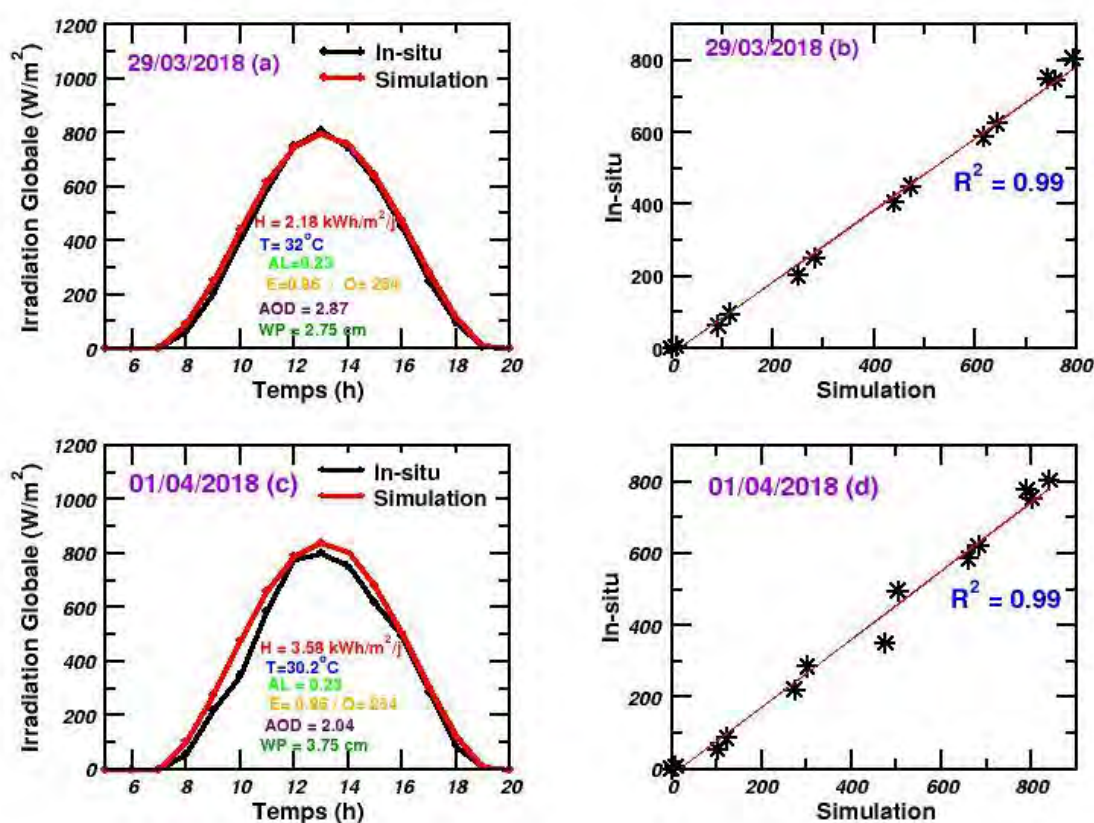 29/03/2018 (a)
In-situ
Simulation
Irradiation Globale (W/m²)
1200
1000
800
600
400
200
0
H = 2.18 kWh/m²/j
T= 32°C
AL=0.23
AOD = 2.87
WP = 2.75 cm
6 8 10 12 14 16 18 20
Temps (h)
29/03/2018 (b)
In-situ
800
600
400
200
0
R² = 0.99
0 200 400 600 800
Simulation
01/04/2018 (c)
In-situ
Simulation
Irradiation Globale (W/m²)
1200
1000
800
600
400
200
0
H = 3.58 kWh/m²/j
T=30.2°C
AL = 0.23
AOD = 2.04
WP = 3.75 cm
6 8 10 12 14 16 18 20
Temps (h)
01/04/2018 (d)
In-situ
800
600
400
200
0
R² = 0.99
0 200 400 600 800
Simulation